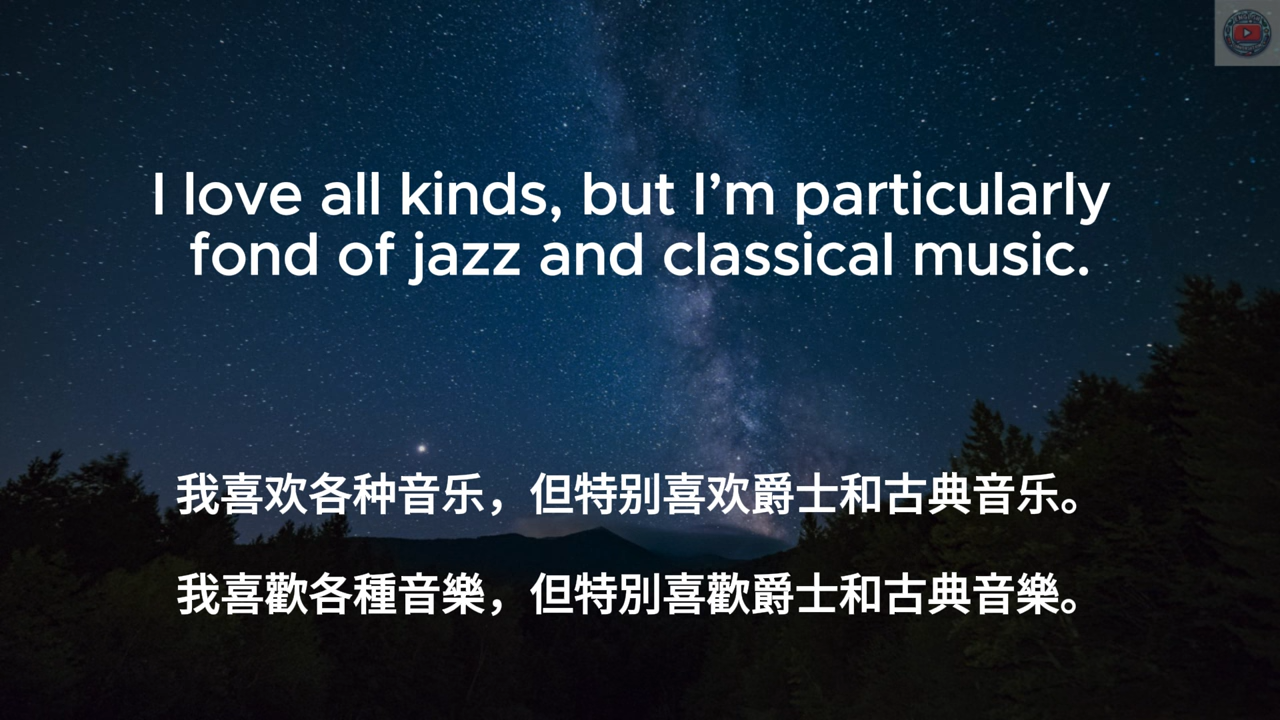 I love all kinds, but I’m particularly
fond of jazz and classical music.
我喜欢各种音乐，但特别喜欢爵士和古典音乐。
我喜歡各種音樂，但特別喜歡爵士和古典音樂。